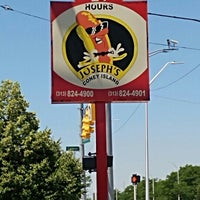 HOURS
JOSEPH'S
CONEY ISLAND
(313) 824-4900 (313) 824-4901